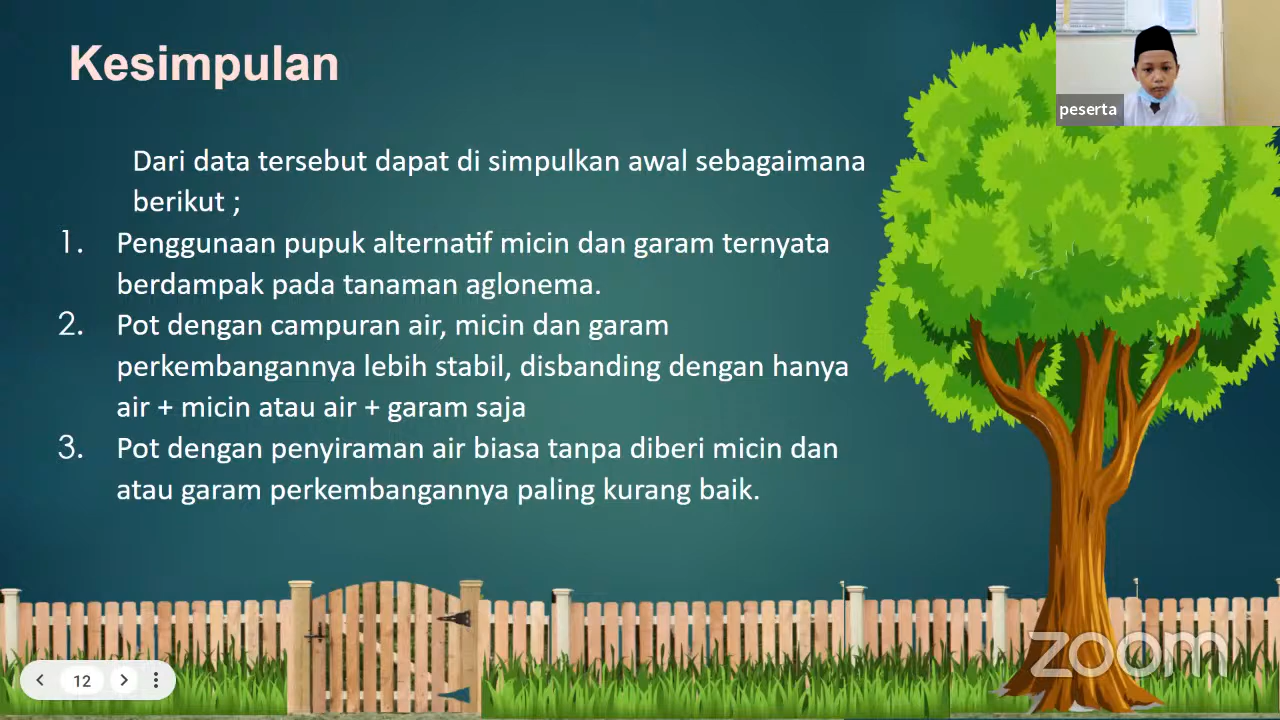 Kesimpulan
peserta
Dari data tersebut dapat di simpulkan awal sebagaimana
berikut ;
1. Penggunaan pupuk alternatif micin dan garam ternyata
berdampak pada tanaman aglonema.
2. Pot dengan campuran air, micin dan garam
perkembangannya lebih stabil, disbanding dengan hanya
air + micin atau air + garam saja
3. Pot dengan penyiraman air biasa tanpa diberi micin dan
atau garam perkembangannya paling kurang baik.
zoom
12